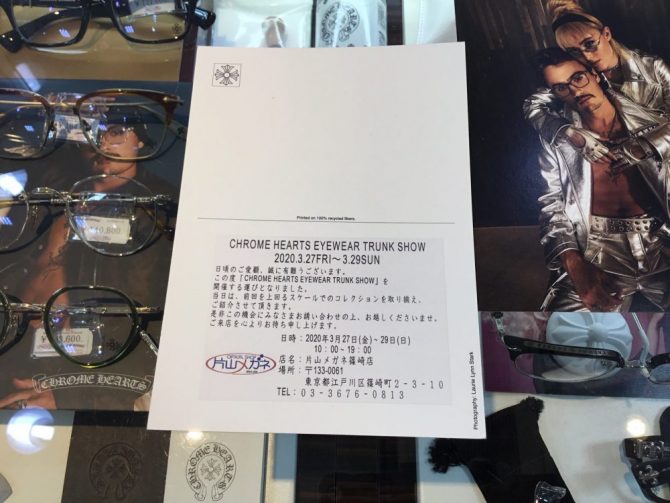 Printed on 100% recycled fibers.
CHROME HEARTS EYEWEAR TRUNK SHOW
2020.3.27FRI～3.29SUN
日頃のご愛顧、誠に有難うございます。
この度「CHROME HEARTS EYEWEAR TRUNK SHOW」を
開催する運びとなりました。
当日は、前回を上回るスケールでのコレクションを取り揃え、
ご紹介させて頂きます。
是非この機会にみなさまお誘い合わせの上、お越しくださいませ。
ご来店を心よりお待ち申し上げます。
日時：2020年3月27日(金)～29日(日)
10：00～19：00
片山メガネ
店名：片山メガネ篠崎店
場所：〒133-0061
東京都江戸川区篠崎町２-３-１０
TEL：０３-３６７６-０８１３
Photography: Laurie Lynn Stark
CHROME HEARTS
CHROME HEARTS